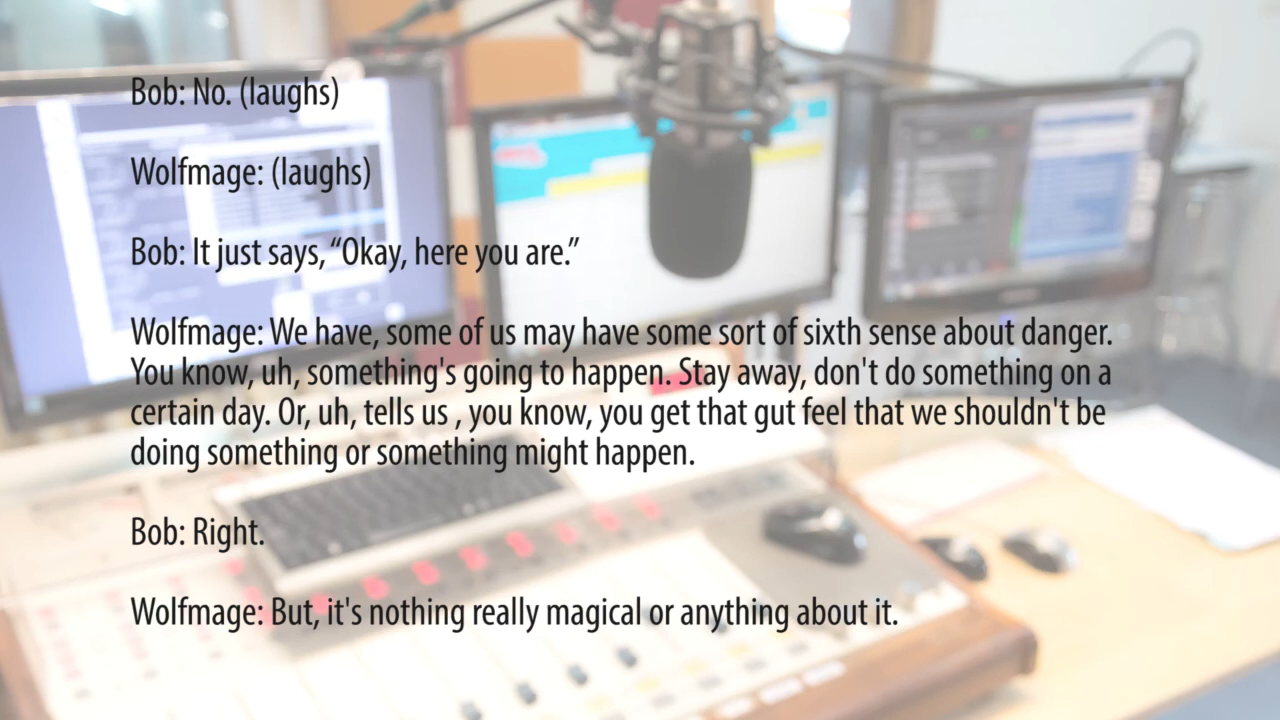 Bob: No. (laughs)
Wolfmage: (laughs)
Bob: It just says, “Okay, here you are.”
Wolfmage: We have, some of us may have some sort of sixth sense about danger.
You know, uh, something's going to happen. Stay away, don't do something on a
certain day. Or, uh, tells us , you know, you get that gut feel that we shouldn't be
doing something or something might happen.
Bob: Right.
Wolfmage: But, it's nothing really magical or anything about it.